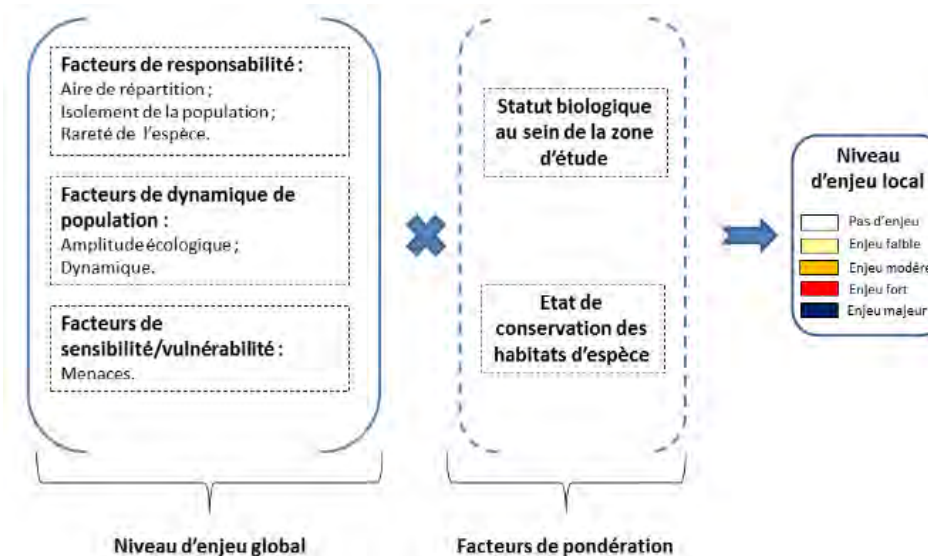 Facteurs de responsabilité :
Aire de répartition ;
Isolement de la population ;
Rareté de l'espèce.
Facteurs de dynamique de
population :
Amplitude écologique ;
Dynamique.
Facteurs de
sensibilité/vulnérabilité :
Menaces.
Niveau d'enjeu global
Statut biologique
au sein de la zone
d'étude
Etat de
conservation des
habitats d'espèce
Facteurs de pondération
Niveau
d'enjeu local
Pas d'enjeu
Enjeu faible
Enjeu modéré
Enjeu fort
Enjeu majeur